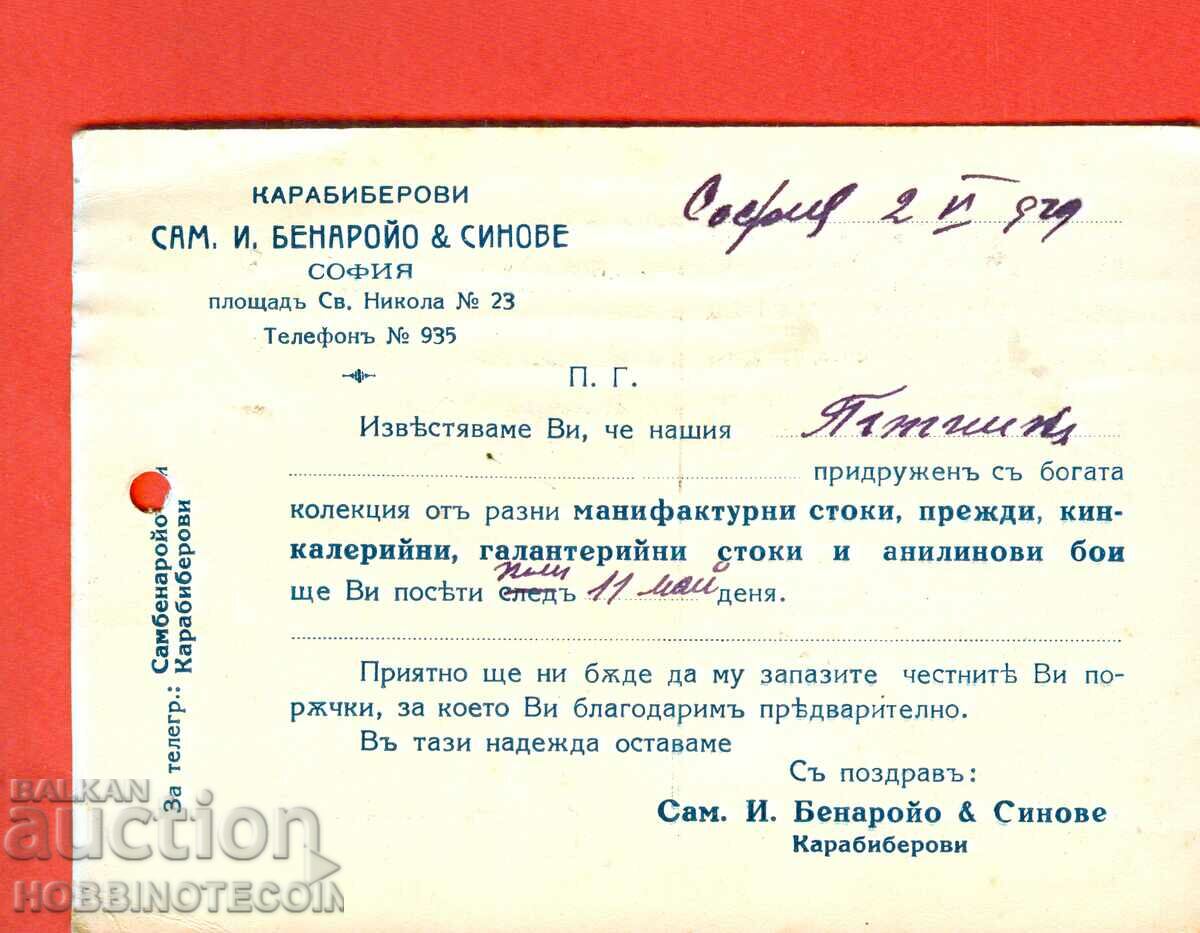 КАРАБИБЕРОВИ
САМ. И. БЕНАРОЙО & СИНОВЕ
СОФИЯ
площадъ Св. Никола № 23
Телефонъ № 935
София 2 V
П. Г.
Извѣстяваме Ви, че нашия Пѫтникъ
придруженъ съ богата
колекция отъ разни манифактурни стоки, прежди, кин-
калерийни, галантерийни стоки и анилинови бои
ще Ви посѣти следъ 11 май деня.
Приятно ще ни бѫде да му запазите честнитѣ Ви по-
рѫчки, за което Ви благодаримъ прѣдварително.
Въ тази надежда оставаме
Съ поздравъ:
Сам. И. Бенаройо & Синове
Карабиберови
За телегр.: Самбенаройо и
Карабиберови
BALKAN
auction
HOBBINOTECOIN